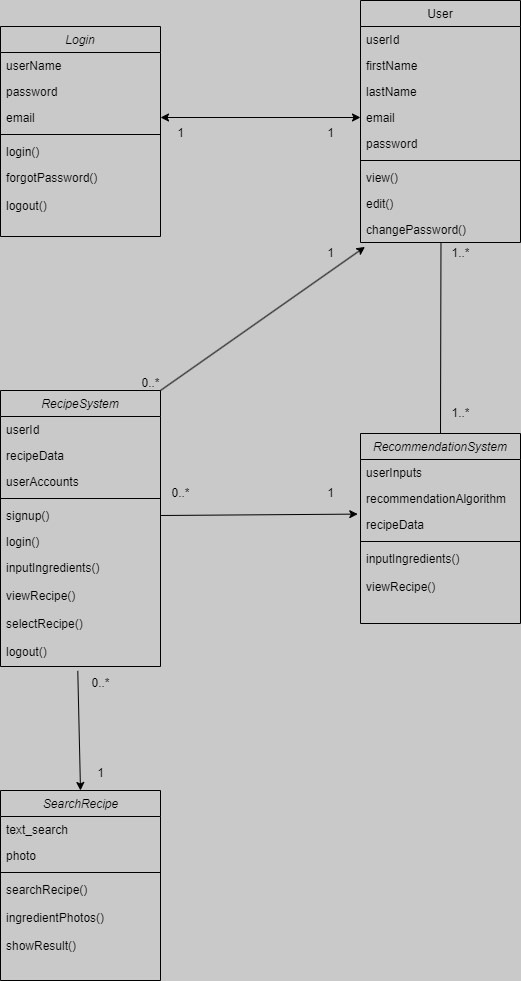 Login
userName
password
email
login()
forgotPassword()
logout()
User
userId
firstName
lastName
email
password
view()
edit()
changePassword()
1
1
1
1..*
0..*
1..*
RecipeSystem
userId
recipeData
userAccounts
signup()
login()
inputIngredients()
viewRecipe()
selectRecipe()
logout()
0..*
1
RecommendationSystem
userInputs
recommendationAlgorithm
recipeData
inputIngredients()
viewRecipe()
0..*
1
SearchRecipe
text_search
photo
searchRecipe()
ingredientPhotos()
showResult()